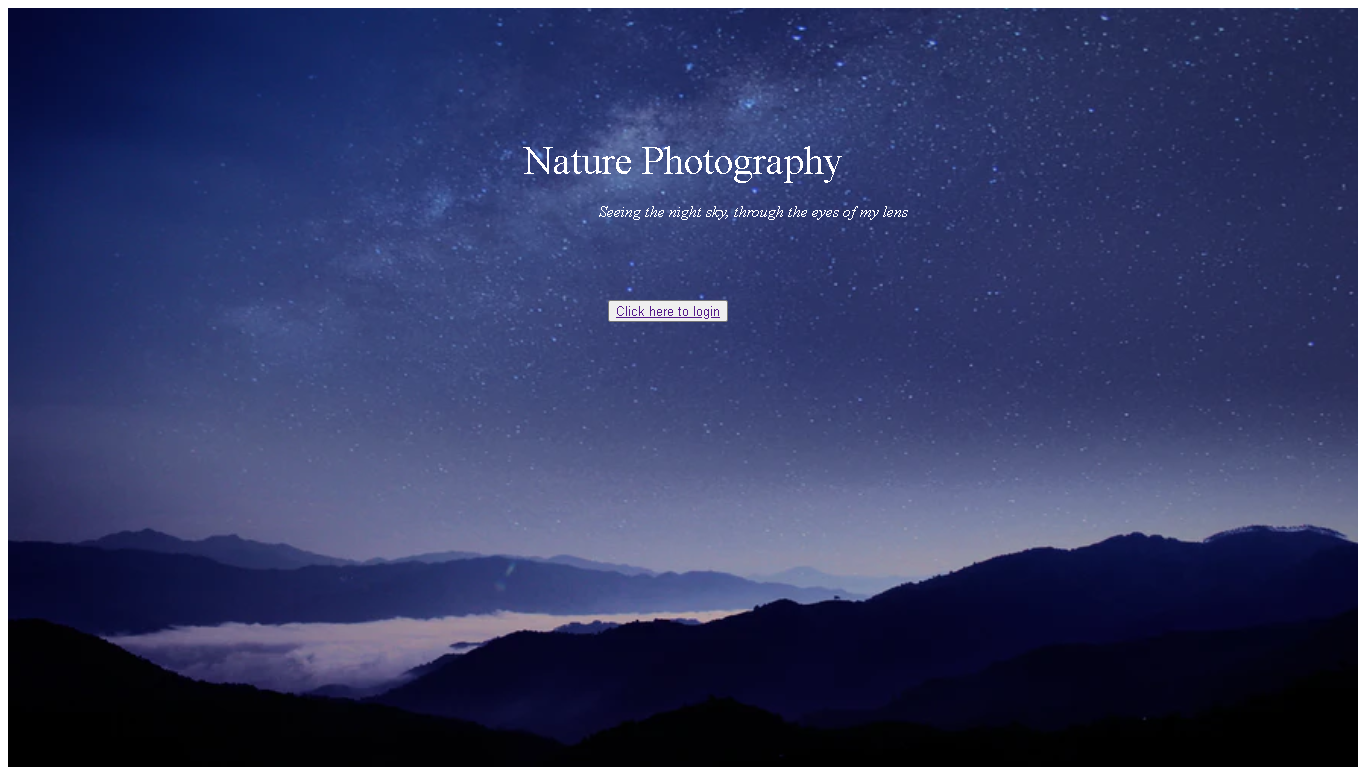 Nature Photography
Seeing the night sky, through the eyes of my lens
Click here to login